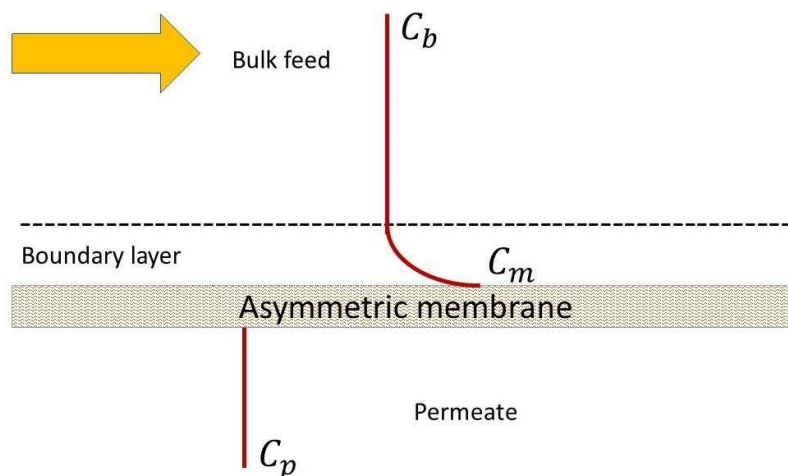 C_b
Bulk feed
Boundary layer
C_m
Asymmetric membrane
Permeate
C_p